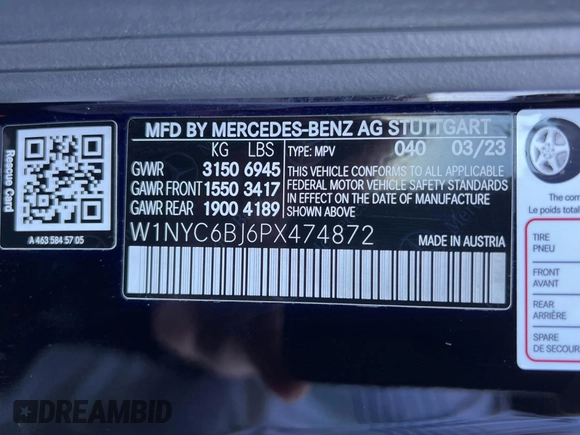 MFD BY MERCEDES-BENZ AG STUTTGART
KG LBS TYPE: MPV 040 03/23
GVWR 3150 6945
GAWR FRONT 1550 3417
GAWR REAR 1900 4189
THIS VEHICLE CONFORMS TO ALL APPLICABLE
FEDERAL MOTOR VEHICLE SAFETY STANDARDS
IN EFFECT ON THE DATE OF MANUFACTURE
SHOWN ABOVE
W1NYC6BJ6PX474872 MADE IN AUSTRIA
Rescue Card
A 463 584 57 05
The co
Le poids total
TIRE
PNEU
FRONT
AVANT
REAR
ARRIÈRE
SPARE
DE SECOURS
DREAMBID